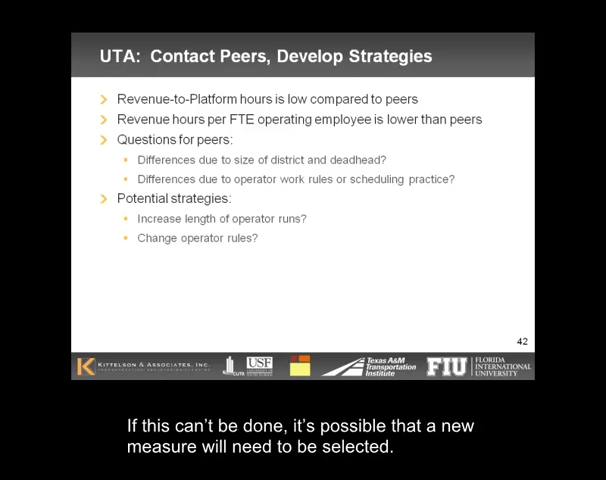 UTA: Contact Peers, Develop Strategies
Revenue-to-Platform hours is low compared to peers
Revenue hours per FTE operating employee is lower than peers
Questions for peers:
Differences due to size of district and deadhead?
Differences due to operator work rules or scheduling practice?
Potential strategies:
Increase length of operator runs?
Change operator rules?
42
KITTELSON & ASSOCIATES, INC.
CUTR
USF
Texas A&M
Transportation
Institute
FIU
FLORIDA
INTERNATIONAL
UNIVERSITY
If this can't be done, it's possible that a new
measure will need to be selected.